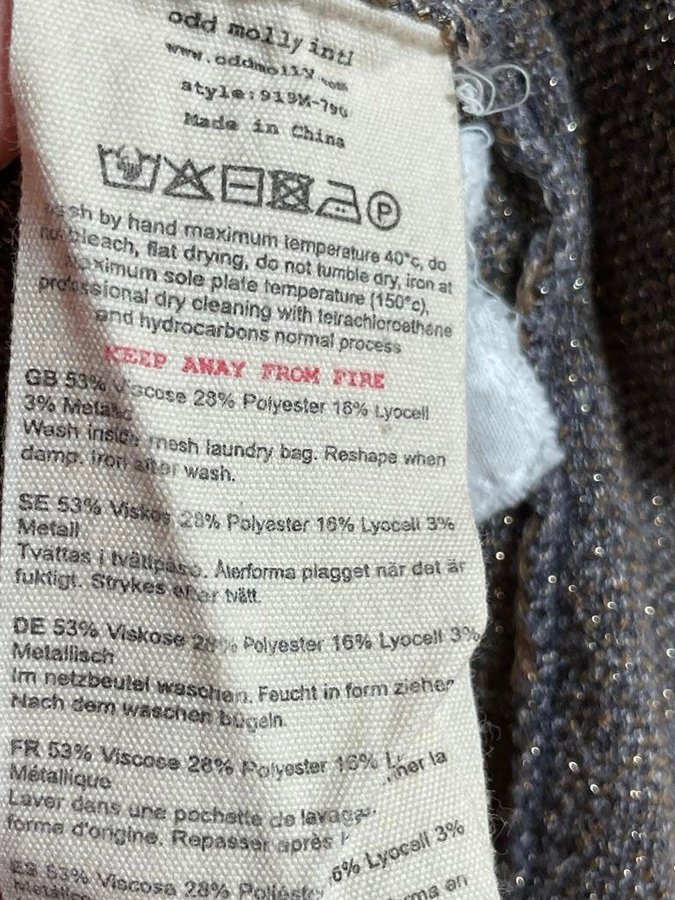 odd molly intl
www.oddmolly.com
style:919M-790
Made in China
P
wash by hand maximum temperature 40°c, do
not bleach, flat drying, do not tumble dry, iron at
maximum sole plate temperature (150°c),
professional dry cleaning with tetrachloroethene
and hydrocarbons normal process
KEEP AWAY FROM FIRE
GB 53% Viscose 28% Polyester 16% Lyocell
3% Metallic
Wash inside mesh laundry bag. Reshape when
damp. Iron after wash.
SE 53% Viskos 28% Polyester 16% Lyocell 3%
Metall
Tvättas i tvättpåse. Återforma plagget när det är
fuktigt. Strykes efter tvätt.
DE 53% Viskose 28% Polyester 16% Lyocell 3%
Metallisch
Im netzbeutel waschen. Feucht in form ziehen
Nach dem waschen bügeln.
FR 53% Viscose 28% Polyester 16%
Métallique
Laver dans une pochette de lavage. la
forme d'origine. Repasser après
ES 53% Viscosa 28% Poliéster 16% Lyocell 3%
en